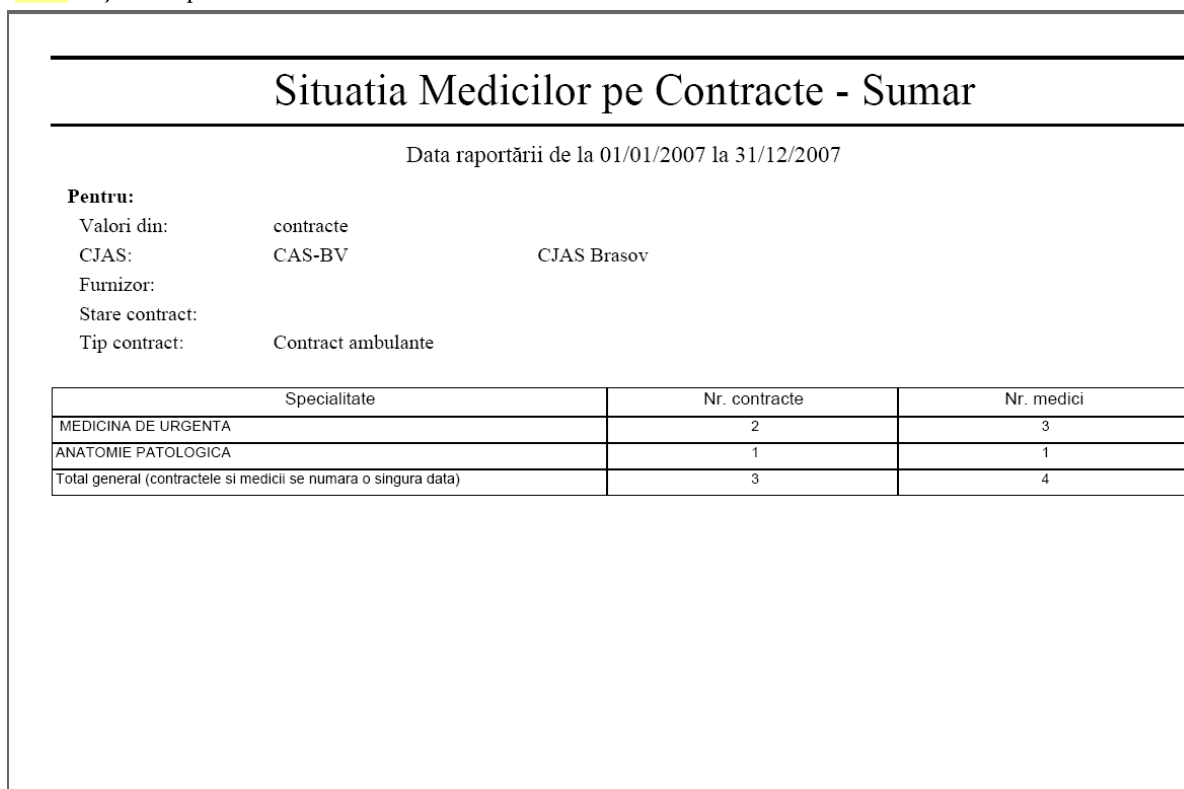 Situatia Medicilor pe Contracte - Sumar
Data raportării de la 01/01/2007 la 31/12/2007
Pentru:
Valori din: contracte
CJAS: CAS-BV CJAS Brasov
Furnizor:
Stare contract:
Tip contract: Contract ambulante
Specialitate Nr. contracte Nr. medici
MEDICINA DE URGENTA 2 3
ANATOMIE PATOLOGICA 1 1
Total general (contractele si medicii se numara o singura data) 3 4